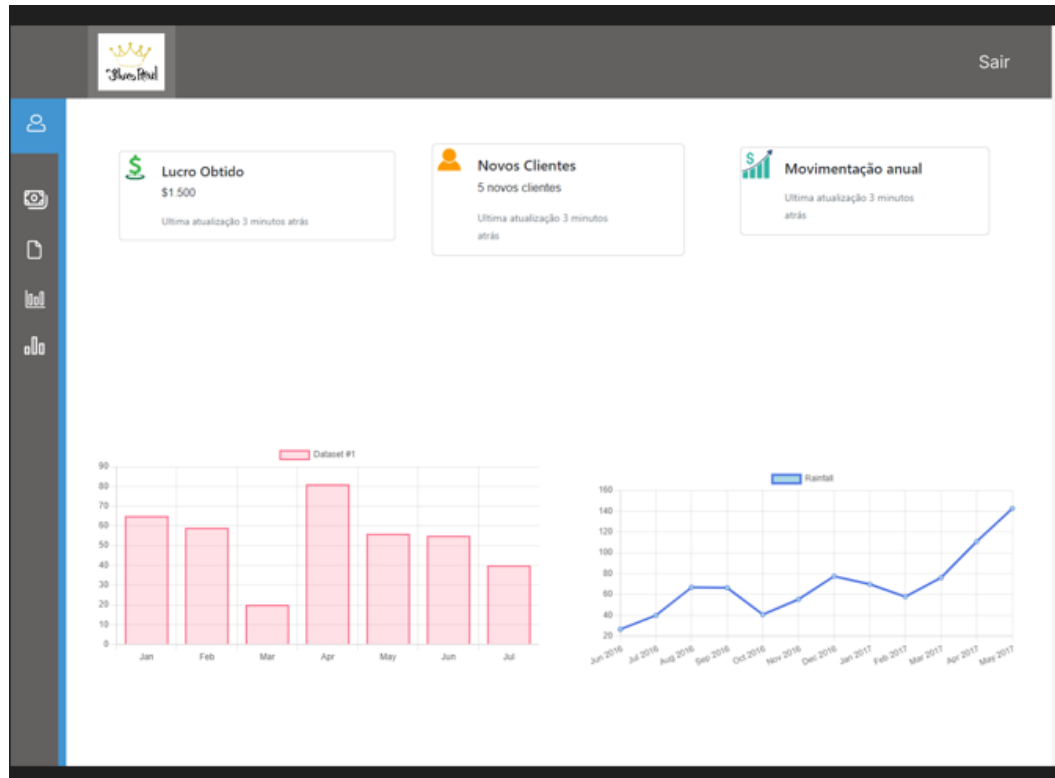 Sair
Lucro Obtido
$1.500
Ultima atualização 3 minutos atrás
Novos Clientes
5 novos clientes
Ultima atualização 3 minutos
atrás
$
Movimentação anual
Ultima atualização 3 minutos
atrás
Dataset #1
90
80
70
60
50
40
30
20
10
0
Jan Feb Mar Apr May Jun Jul
Rainfall
160
140
120
100
80
60
40
20
Jun 2016 Jul 2016 Aug 2016 Sep 2016 Oct 2016 Nov 2016 Dec 2016 Jan 2017 Feb 2017 Mar 2017 Apr 2017 May 2017